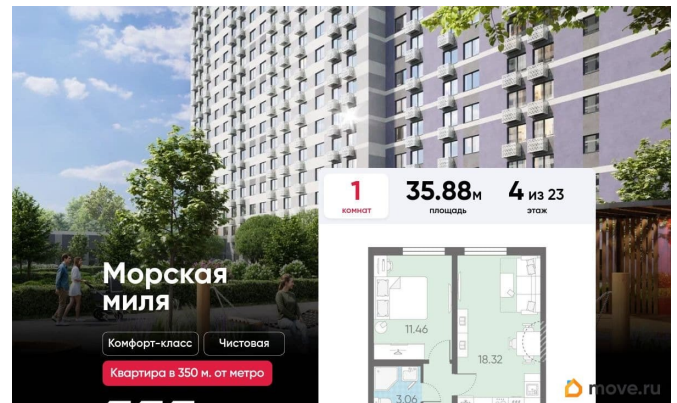 1
комнат
35.88м
площадь
4 из 23
этаж
Морская
миля
Комфорт-класс
Чистовая
Квартира в 350 м. от метро
11.46
18.32
3.06
move.ru